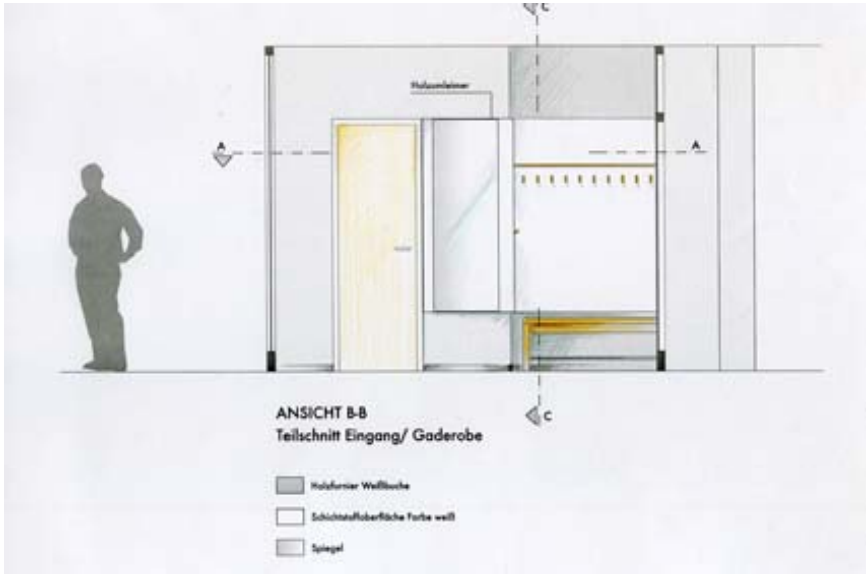 C
Holzumleimer
A
A
ANSICHT B-B
Teilschnitt Eingang/ Gaderobe
C
Holzfurnier Weißbuche
Schichtstoffoberfläche Farbe weiß
Spiegel